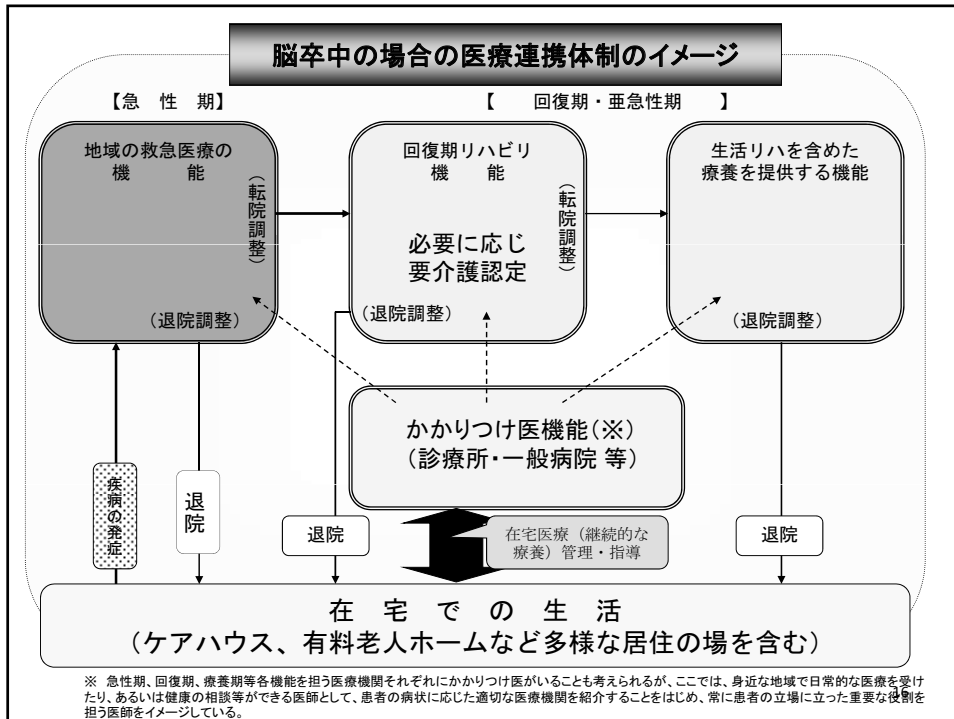 脳卒中の場合の医療連携体制のイメージ
【急　性　期】
【　　回復期・亜急性期　　】
地域の救急医療の
機　　　能
（転院調整）
（退院調整）
回復期リハビリ
機　　能
（転院調整）
必要に応じ
要介護認定
（退院調整）
生活リハを含めた
療養を提供する機能
（退院調整）
かかりつけ医機能（※）
（診療所・一般病院 等）
疾病の発症
退院
退院
在宅医療（継続的な
療養）管理・指導
退院
在　宅　で　の　生　活
（ケアハウス、有料老人ホームなど多様な居住の場を含む）
※　急性期、回復期、療養期等各機能を担う医療機関それぞれにかかりつけ医がいることも考えられるが、ここでは、身近な地域で日常的な医療を受け
たり、あるいは健康の相談等ができる医師として、患者の病状に応じた適切な医療機関を紹介することをはじめ、常に患者の立場に立った重要な役割を
担う医師をイメージしている。
16